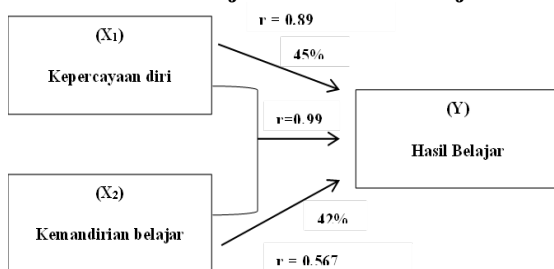 r = 0.89
(X1)
45%
Kepercayaan diri
(Y)
r=0.99
Hasil Belajar
(X2)
42%
Kemandirian belajar
r = 0.567